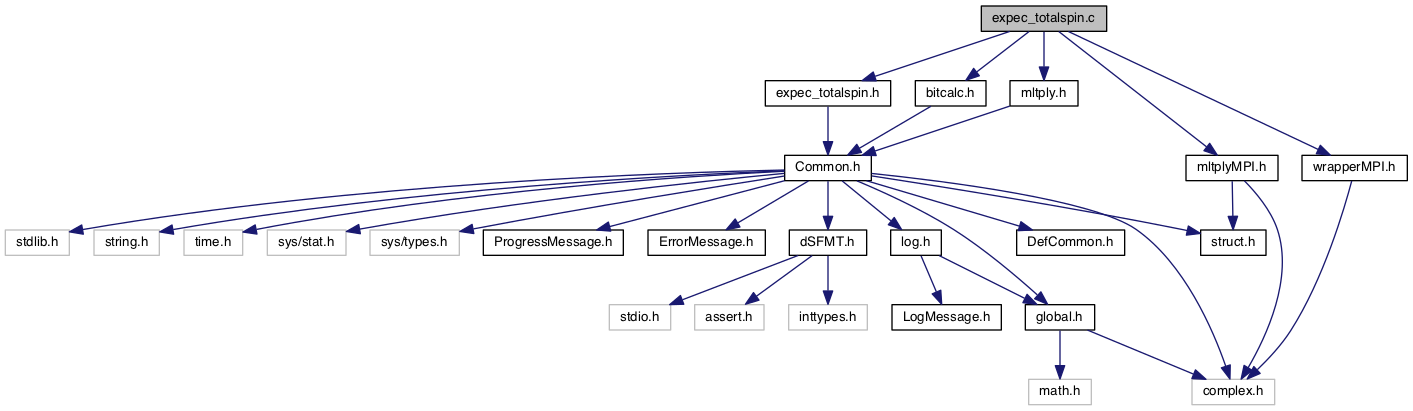 expec_totalspin.c
expec_totalspin.h
bitcalc.h
mltply.h
Common.h
mltplyMPI.h
wrapperMPI.h
stdlib.h
string.h
time.h
sys/stat.h
sys/types.h
ProgressMessage.h
ErrorMessage.h
dSFMT.h
log.h
DefCommon.h
struct.h
stdio.h
assert.h
inttypes.h
LogMessage.h
global.h
math.h
complex.h